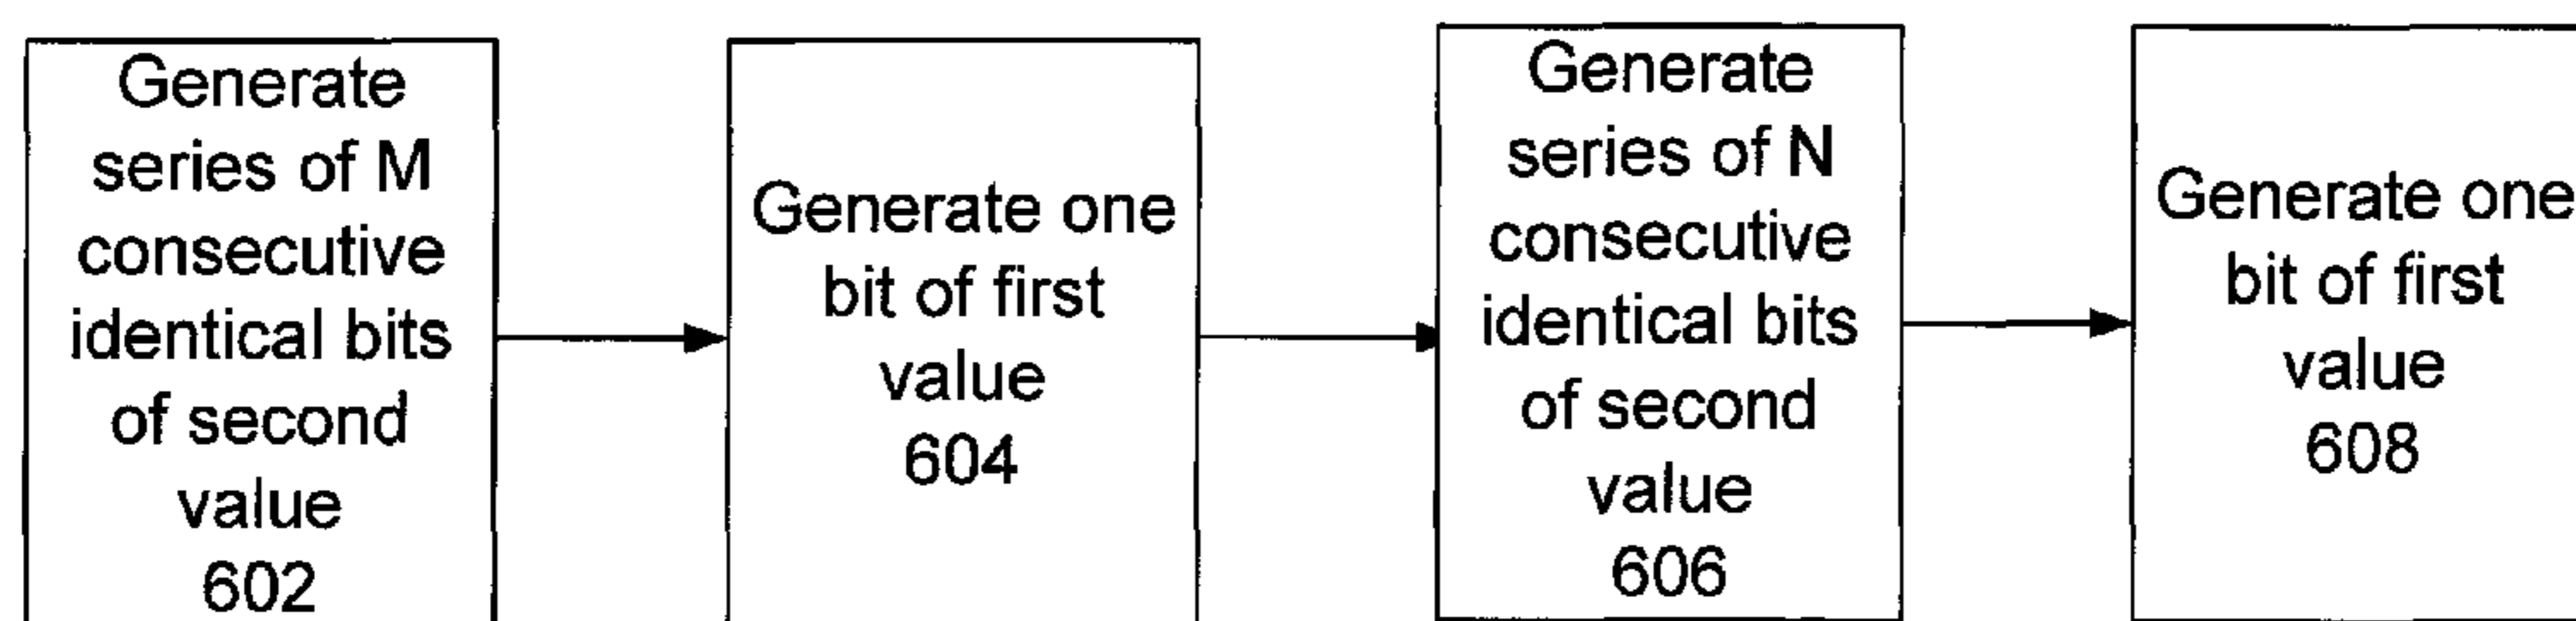 Generate
series of M
consecutive
identical bits
of second
value
602
Generate one
bit of first
value
604
Generate
series of N
consecutive
identical bits
of second
value
606
Generate one
bit of first
value
608